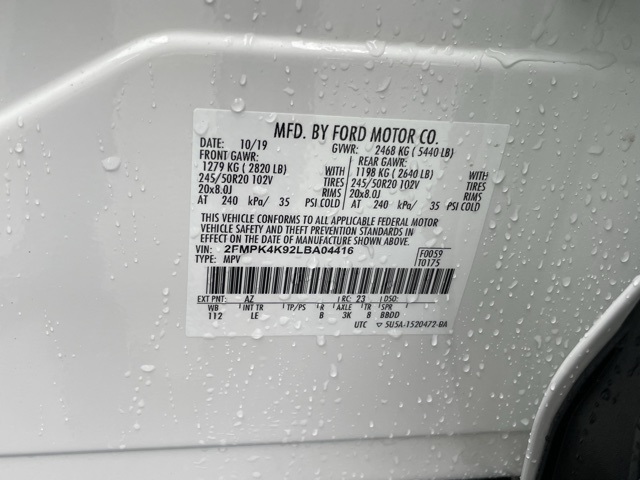 MFD. BY FORD MOTOR CO.
DATE: 10/19 GVWR: 2468 KG ( 5440 LB)
FRONT GAWR: REAR GAWR:
1279 KG ( 2820 LB) WITH 1198 KG ( 2640 LB) WITH
245/50R20 102V TIRES 245/50R20 102V TIRES
20x8.0J RIMS 20x8.0J RIMS
AT 240 kPa/ 35 PSI COLD AT 240 kPa/ 35 PSI COLD
THIS VEHICLE CONFORMS TO ALL APPLICABLE FEDERAL MOTOR
VEHICLE SAFETY AND THEFT PREVENTION STANDARDS IN
EFFECT ON THE DATE OF MANUFACTURE SHOWN ABOVE.
VIN: 2FMPK4K92LBA04416 F0059
TYPE: MPV T0175
EXT PNT: AZ RC: 23 DSO:
WB INT TR TP/PS R AXLE TR SPR
112 LE B 3K 8 BBDD
UTC 5U5A-1520472-BA